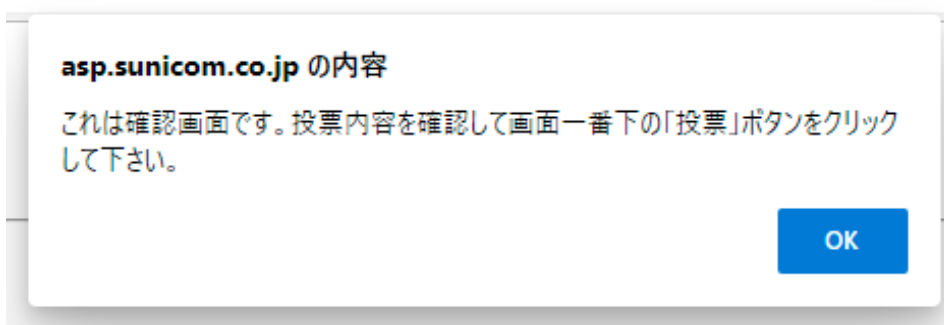 asp.sunicom.co.jp の内容
これは確認画面です。投票内容を確認して画面一番下の「投票」ボタンをクリック
して下さい。
OK